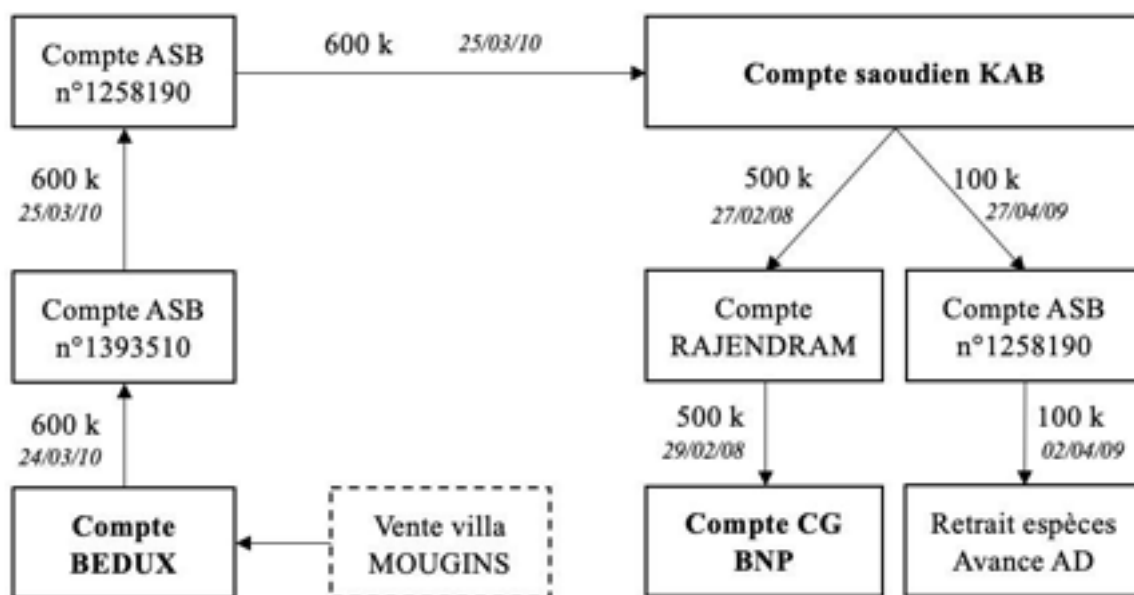 Compte ASB
n°1258190
600 k 25/03/10
Compte saoudien KAB
600 k
25/03/10
500 k
27/02/08
100 k
27/04/09
Compte ASB
n°1393510
Compte
RAJENDRAM
Compte ASB
n°1258190
600 k
24/03/10
500 k
29/02/08
100 k
02/04/09
Compte
BEDUX
Vente villa
MOUGINS
Compte CG
BNP
Retrait espèces
Avance AD